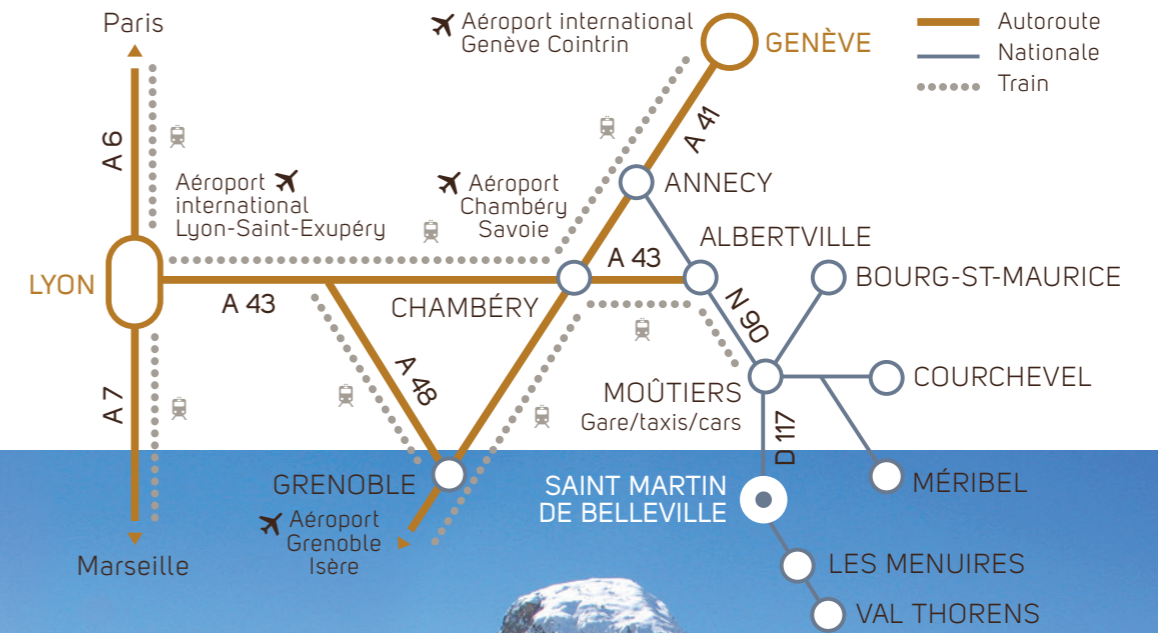 Paris
Aéroport international
Genève Cointrin
GENÈVE
Autoroute
Nationale
Train
A 6
A 41
Aéroport
international
Lyon-Saint-Exupéry
Aéroport
Chambéry
Savoie
ANNECY
ALBERTVILLE
LYON
A 43
CHAMBÉRY
A 43
BOURG-ST-MAURICE
N 90
A 7
A 48
MOÛTIERS
Gare/taxis/cars
COURCHEVEL
D 117
GRENOBLE
Aéroport
Grenoble
Isère
SAINT MARTIN
DE BELLEVILLE
MÉRIBEL
Marseille
LES MENUIRES
VAL THORENS